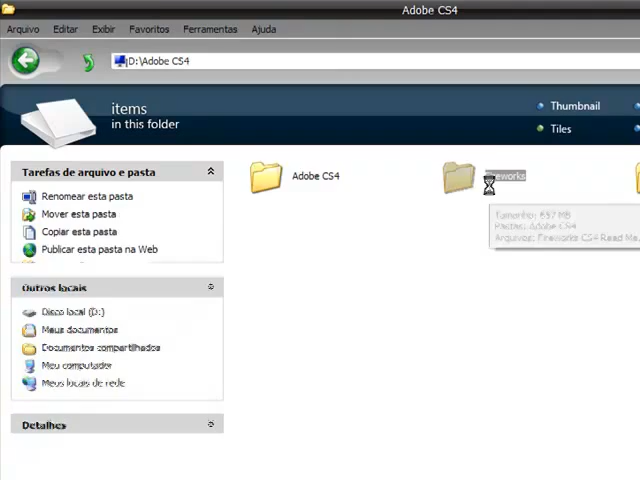 Adobe CS4
Arquivo Editar Exibir Favoritos Ferramentas Ajuda
D:\Adobe CS4
items
in this folder
Thumbnail
Tiles
Tarefas de arquivo e pasta
Renomear esta pasta
Mover esta pasta
Copiar esta pasta
Publicar esta pasta na Web
Outros locais
Disco local (D:)
Meus documentos
Documentos compartilhados
Meu computador
Meus locais de rede
Detalhes
Adobe CS4
Fireworks
Tamanho: 657 MB
Pastas: Adobe CS4
Arquivos: Fireworks CS4 Read Me.